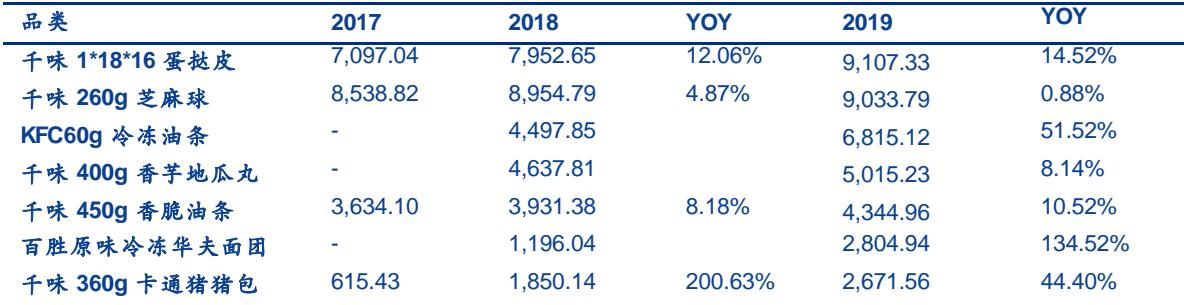 品类 2017 2018 YOY 2019 YOY
千味 1*18*16 蛋挞皮 7,097.04 7,952.65 12.06% 9,107.33 14.52%
千味 260g 芝麻球 8,538.82 8,954.79 4.87% 9,033.79 0.88%
KFC60g 冷冻油条 - 4,497.85 6,815.12 51.52%
千味 400g 香芋地瓜丸 - 4,637.81 5,015.23 8.14%
千味 450g 香脆油条 3,634.10 3,931.38 8.18% 4,344.96 10.52%
百胜原味冷冻华夫面团 - 1,196.04 2,804.94 134.52%
千味 360g 卡通猪猪包 615.43 1,850.14 200.63% 2,671.56 44.40%